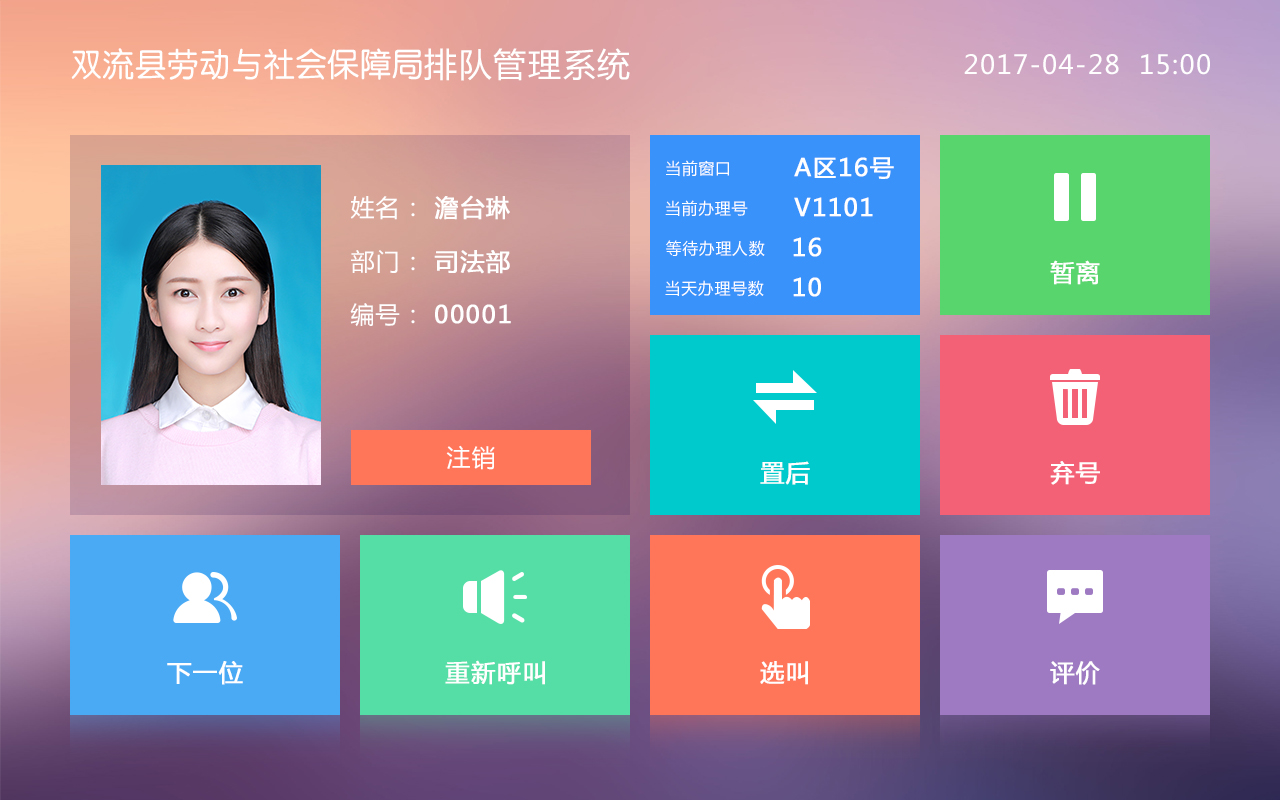 双流县劳动与社会保障局排队管理系统
2017-04-28 15:00
姓名： 澹台琳
部门： 司法部
编号： 00001
注销
当前窗口 A区16号
当前办理号 V1101
等待办理人数 16
当天办理号数 10
暂离
置后
弃号
下一位
重新呼叫
选叫
评价